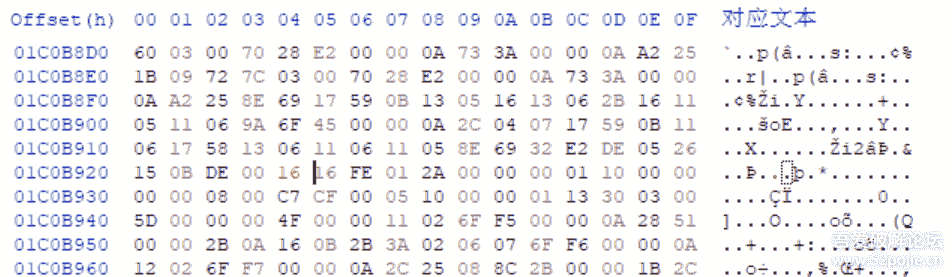 Offset(h) 00 01 02 03 04 05 06 07 08 09 0A 0B 0C 0D 0E 0F 对应文本
01C0B8D0 60 03 00 70 28 E2 00 00 0A 73 3A 00 00 0A A2 25 `..p(â...s:...¢%
01C0B8E0 1B 09 72 7C 03 00 70 28 E2 00 00 0A 73 3A 00 00 ..r|..p(â...s:..
01C0B8F0 0A A2 25 8E 69 17 59 0B 13 05 16 13 06 2B 16 11 .¢%Ži.Y......+..
01C0B900 05 11 06 9A 6F 45 00 00 0A 2C 04 07 17 59 0B 11 ...šoE...,...Y..
01C0B910 06 17 58 13 06 11 06 11 05 8E 69 32 E2 DE 05 26 ..X......Ži2âÞ.&
01C0B920 15 0B DE 00 16 16 FE 01 2A 00 00 00 01 10 00 00 ..Þ...þ.*.......
01C0B930 00 00 08 00 C7 CF 00 05 10 00 00 01 13 30 03 00 ....ÇÏ.......0..
01C0B940 5D 00 00 00 4F 00 00 11 02 6F F5 00 00 0A 28 51 ]...O....oõ...(Q
01C0B950 00 00 2B 0A 16 0B 2B 3A 02 06 07 6F F6 00 00 0A ..+...+:...oö...
01C0B960 12 02 6F F7 00 00 0A 2C 25 08 8C 2B 00 00 1B 2C ..o÷...,%.Œ+...,
www.52pojie.cn